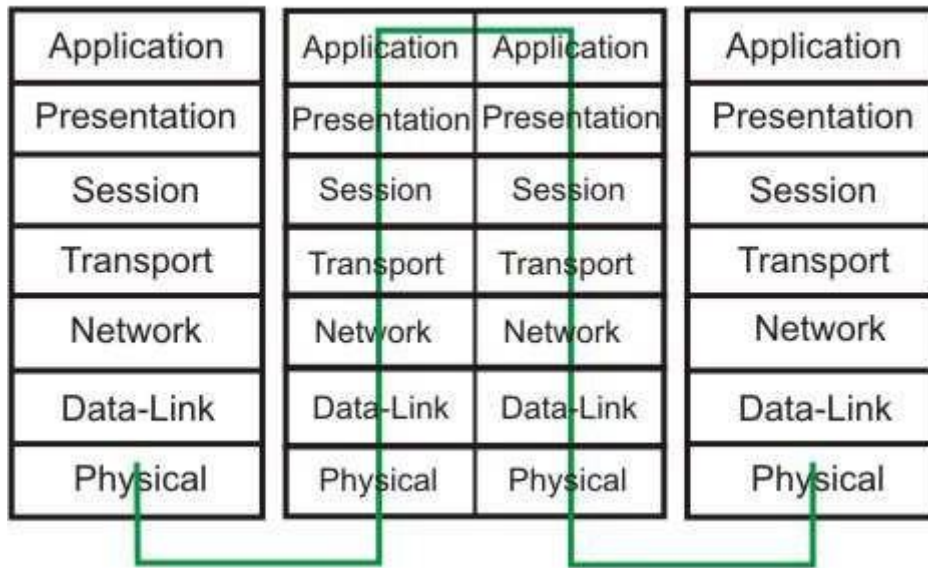 Application Application Application Application
Presentation Presentation Presentation Presentation
Session Session Session Session
Transport Transport Transport Transport
Network Network Network Network
Data-Link Data-Link Data-Link Data-Link
Physical Physical Physical Physical